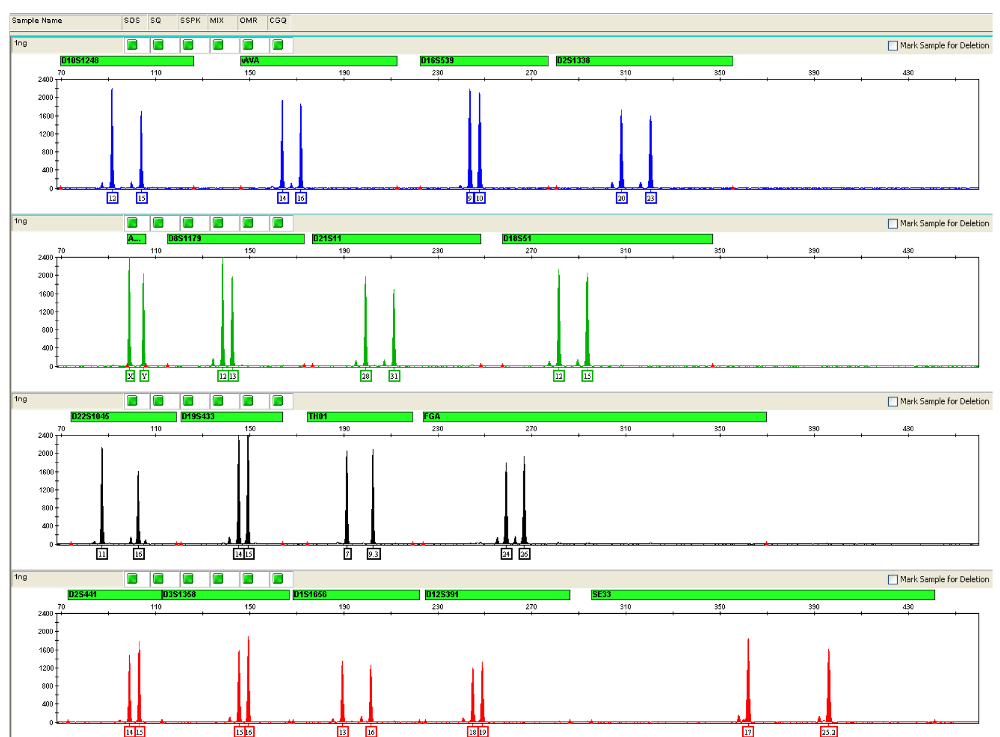 Sample Name SOS SQ SSPK MIX OMR CGQ
1ng Mark Sample for Deletion
D10S1248 vWA D16S539 D2S1338
70 110 150 190 230 270 310 350 390 430
2400
2000
1600
1200
800
400
0
12 15 14 16 9 10 20 23
1ng Mark Sample for Deletion
A... D8S1179 D21S11 D18S51
70 110 150 190 230 270 310 350 390 430
2400
2000
1600
1200
800
400
0
X Y 12 13 28 31 12 15
1ng Mark Sample for Deletion
D22S1045 D19S433 TH01 FGA
70 110 150 190 230 270 310 350 390 430
2400
2000
1600
1200
800
400
0
11 16 14 15 7 9.3 24 26
1ng Mark Sample for Deletion
D2S441 D3S1358 D1S1656 D12S391 SE33
70 110 150 190 230 270 310 350 390 430
2400
2000
1600
1200
800
400
0
14 15 15 16 13 16 18 19 17 25.2